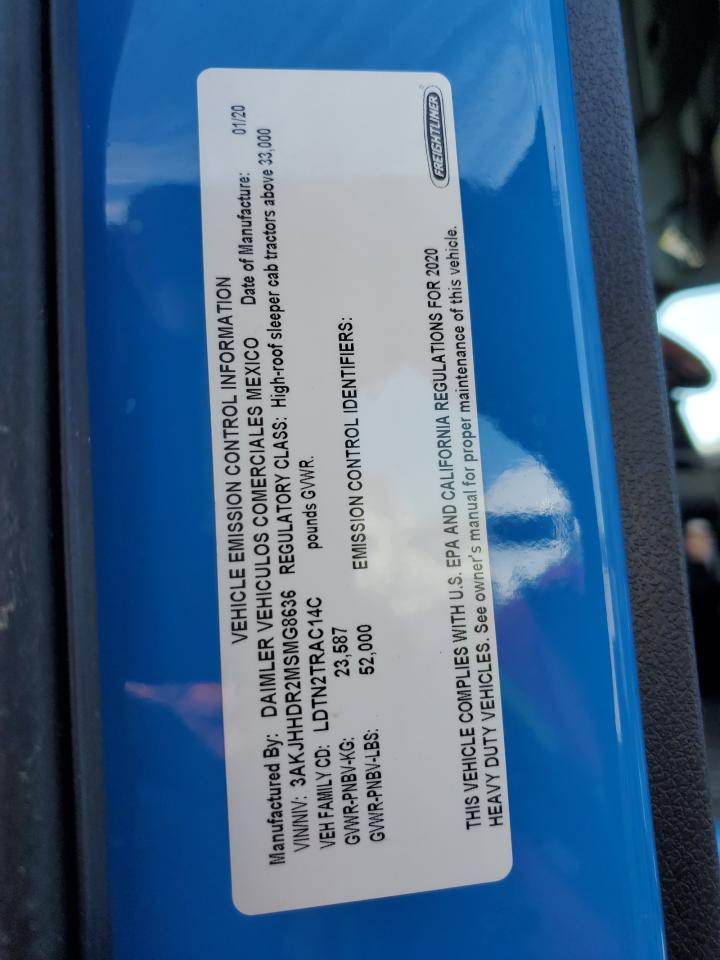 FREIGHTLINER
VEHICLE EMISSION CONTROL INFORMATION
Manufactured By: DAIMLER VEHICULOS COMERCIALES MEXICO Date of Manufacture: 01/20
VIN/NIV: 3AKJHHDR2MSMG8636 REGULATORY CLASS: High-roof sleeper cab tractors above 33,000
VEH FAMILY CD: LDTN2TRAC14C pounds GVWR.
GVWR-PNBV-KG: 23,587
GVWR-PNBV-LBS: 52,000 EMISSION CONTROL IDENTIFIERS:
THIS VEHICLE COMPLIES WITH U.S. EPA AND CALIFORNIA REGULATIONS FOR 2020
HEAVY DUTY VEHICLES. See owner's manual for proper maintenance of this vehicle.